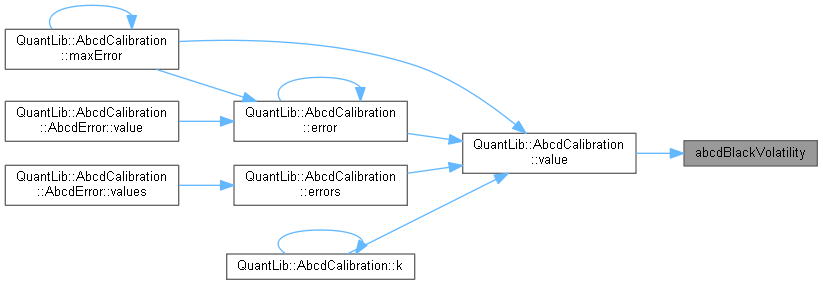 QuantLib::AbcdCalibration
::maxError
QuantLib::AbcdCalibration
::AbcdError::value
QuantLib::AbcdCalibration
::error
QuantLib::AbcdCalibration
::value
abcdBlackVolatility
QuantLib::AbcdCalibration
::AbcdError::values
QuantLib::AbcdCalibration
::errors
QuantLib::AbcdCalibration::k